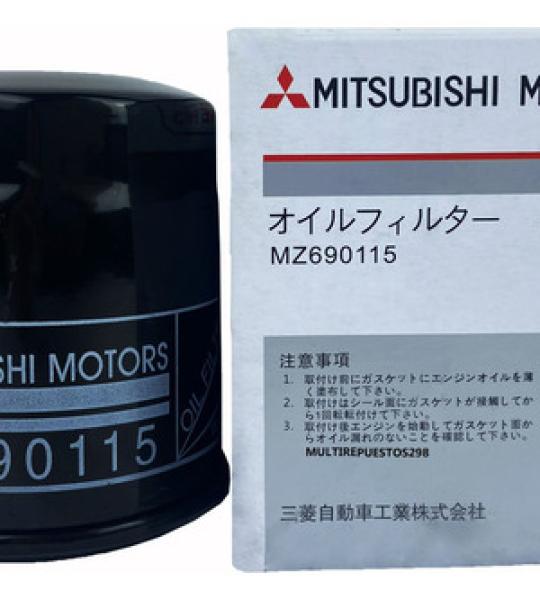 SHI MOTORS
90115
OIL FILT
MITSUBISHI M
オイルフィルター
MZ690115
注意事項
1. 取付け前にガスケットにエンジンオイルを薄
く塗布して下さい。
2. 取付けはシール面にガスケットが接触してか
ら1回転転付けて下さい。
3. 取付け後エンジンを始動してガスケット面か
らオイル漏れのないことを確認して下さい。
MULTIREPUESTOS298
三菱自動車工業株式会社